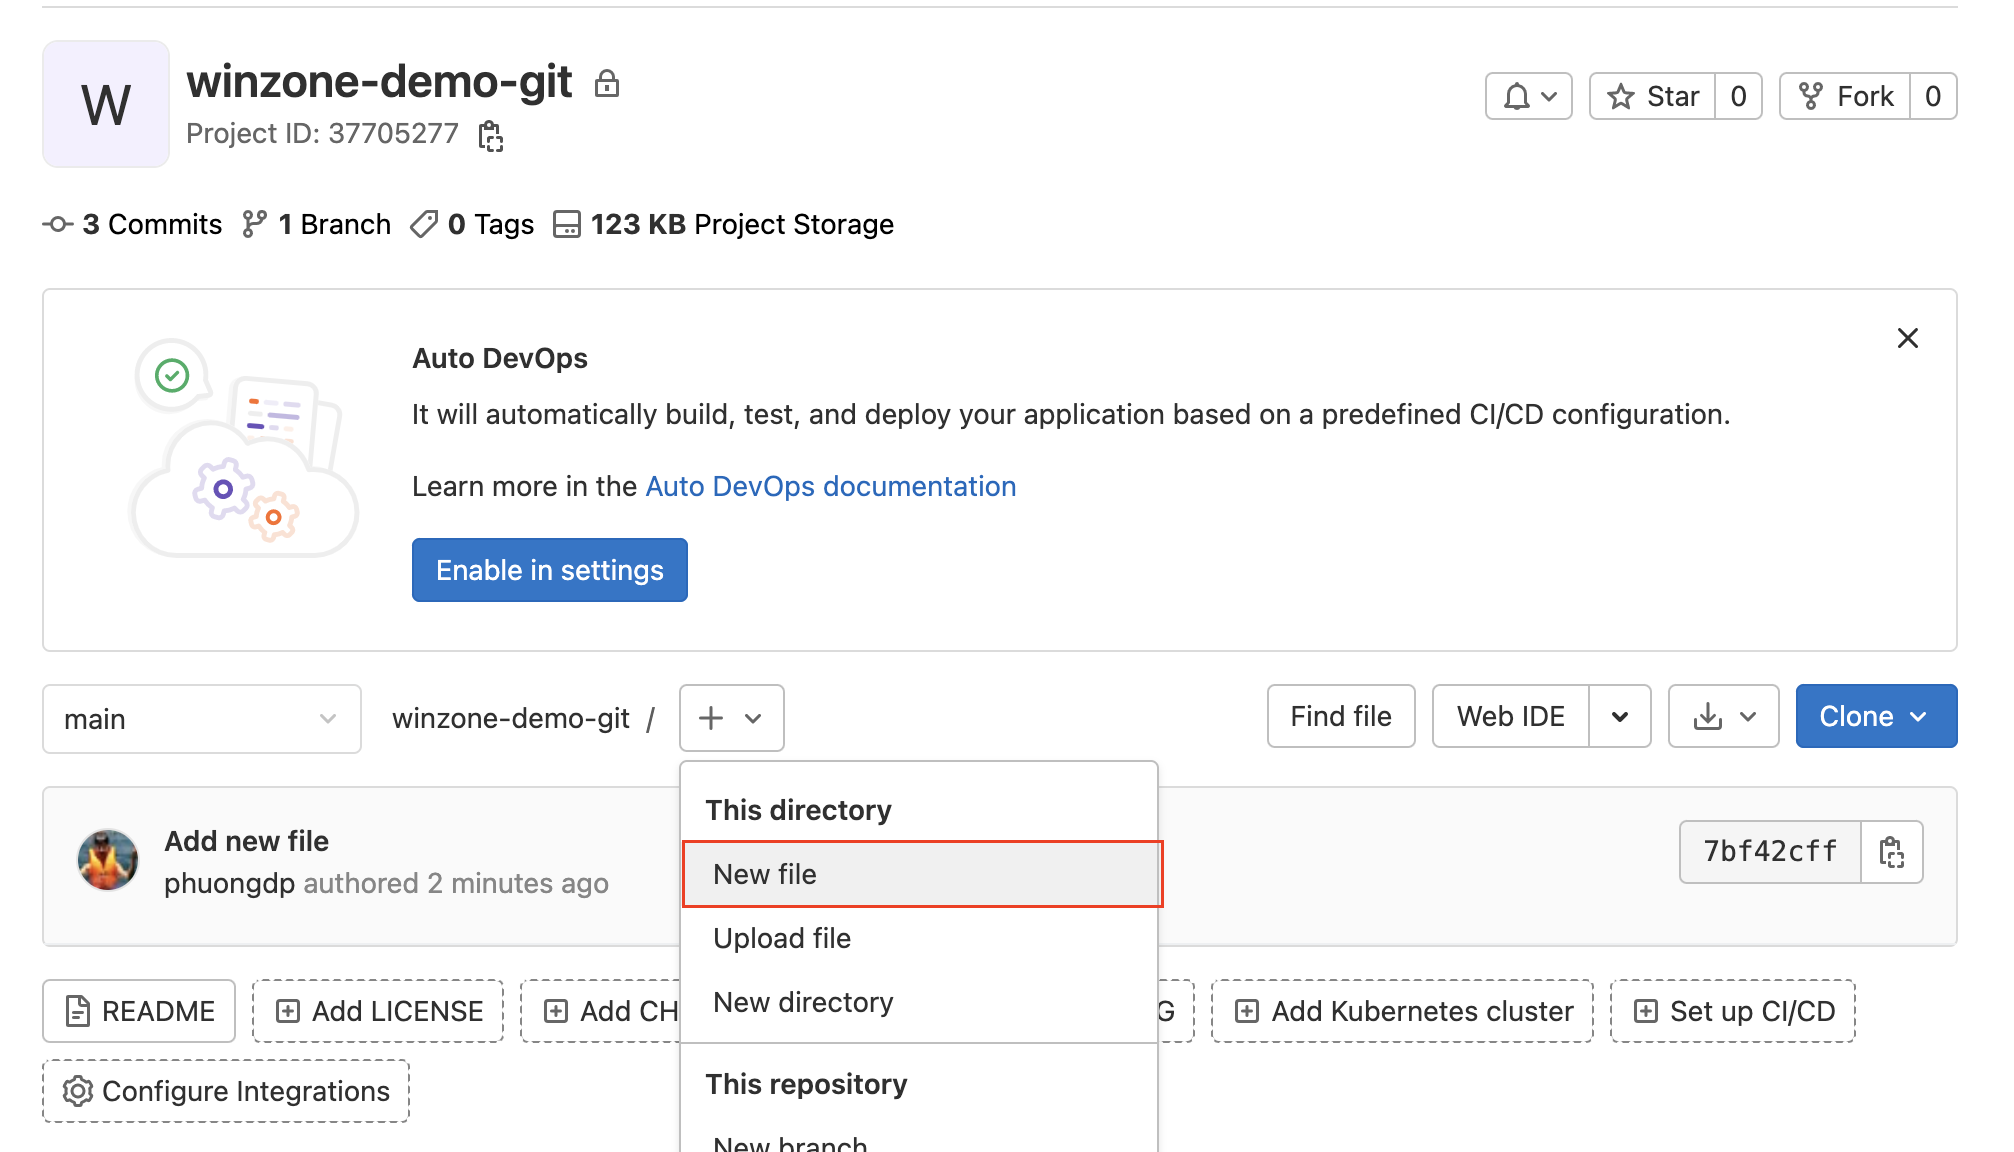 W
winzone-demo-git
Project ID: 37705277
Star 0
Fork 0
3 Commits 1 Branch 0 Tags 123 KB Project Storage
Auto DevOps
It will automatically build, test, and deploy your application based on a predefined CI/CD configuration.
Learn more in the Auto DevOps documentation
Enable in settings
main
winzone-demo-git /
Find file
Web IDE
Clone
This directory
New file
Upload file
New directory
This repository
New branch
Add new file
phuongdp authored 2 minutes ago
7bf42cff
README
Add LICENSE
Add CH
G
Add Kubernetes cluster
Set up CI/CD
Configure Integrations